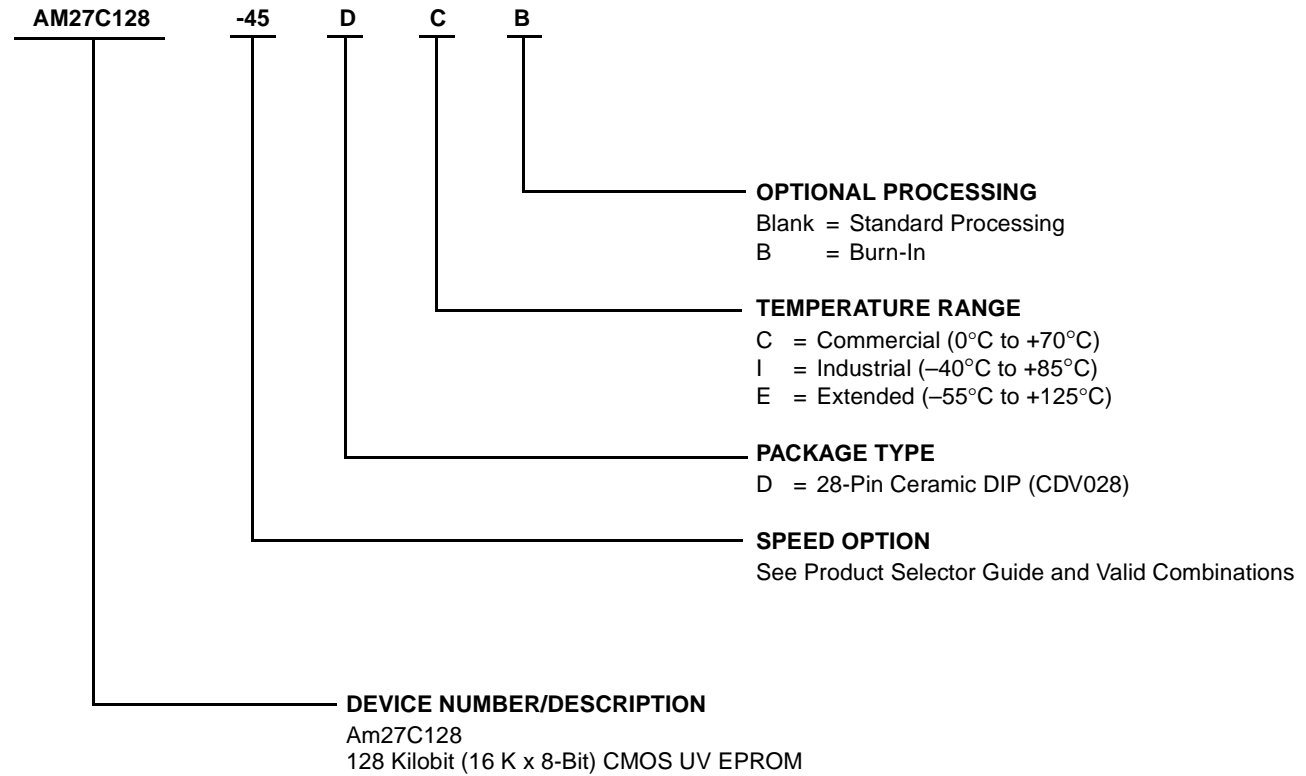 AM27C128 -45 D C B
OPTIONAL PROCESSING
Blank = Standard Processing
B = Burn-In
TEMPERATURE RANGE
C = Commercial (0°C to +70°C)
I = Industrial (–40°C to +85°C)
E = Extended (–55°C to +125°C)
PACKAGE TYPE
D = 28-Pin Ceramic DIP (CDV028)
SPEED OPTION
See Product Selector Guide and Valid Combinations
DEVICE NUMBER/DESCRIPTION
Am27C128
128 Kilobit (16 K x 8-Bit) CMOS UV EPROM